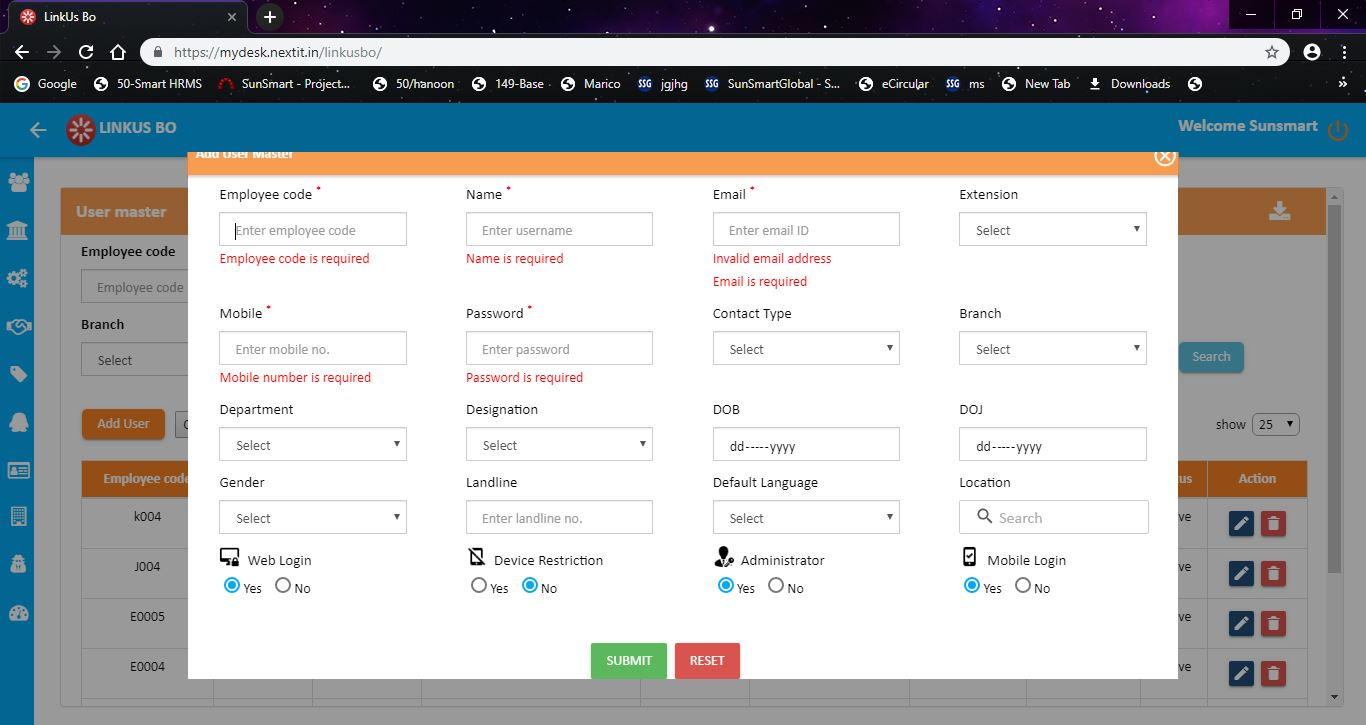 LinkUs Bo
https://mydesk.nextit.in/linkusbo/
Google 50-Smart HRMS SunSmart - Project... 50/hanoon 149-Base Marico SSG jgjhg SSG SunSmartGlobal - S... eCircular SSG ms New Tab Downloads
LINKUS BO Welcome Sunsmart
Add User Master
User master
Employee code
Employee code
Branch
Select
Add User
Search
show 25
Employee code * Name * Email * Extension
Enter employee code Enter username Enter email ID Select
Employee code is required Name is required Invalid email address
Email is required
Mobile * Password * Contact Type Branch
Enter mobile no. Enter password Select Select
Mobile number is required Password is required
Department Designation DOB DOJ
Select Select dd-----yyyy dd-----yyyy
Gender Landline Default Language Location
Select Enter landline no. Select Search
Web Login Device Restriction Administrator Mobile Login
Yes No Yes No Yes No Yes No
SUBMIT RESET
Employee code Action
k004
J004
E0005
E0004